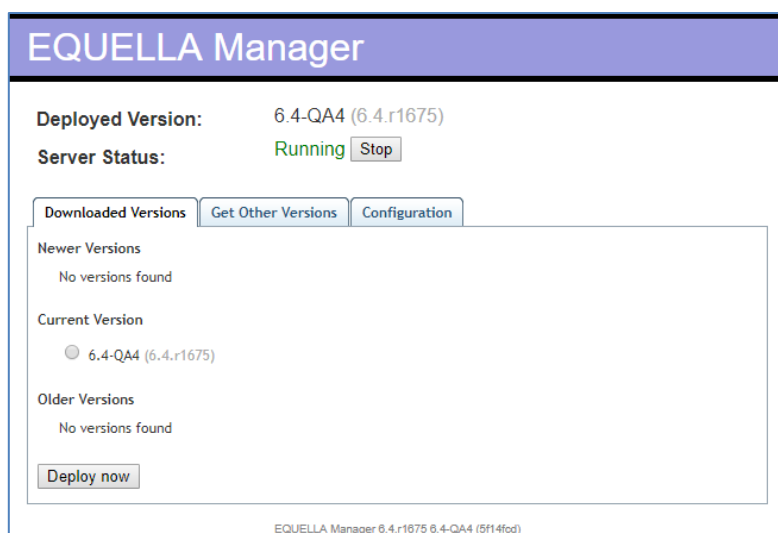 EQUELLA Manager
Deployed Version: 6.4-QA4 (6.4.r1675)
Server Status: Running Stop
Downloaded Versions Get Other Versions Configuration
Newer Versions
No versions found
Current Version
6.4-QA4 (6.4.r1675)
Older Versions
No versions found
Deploy now
EQUELLA Manager 6.4.r1675 6.4-QA4 (5f14fcd)